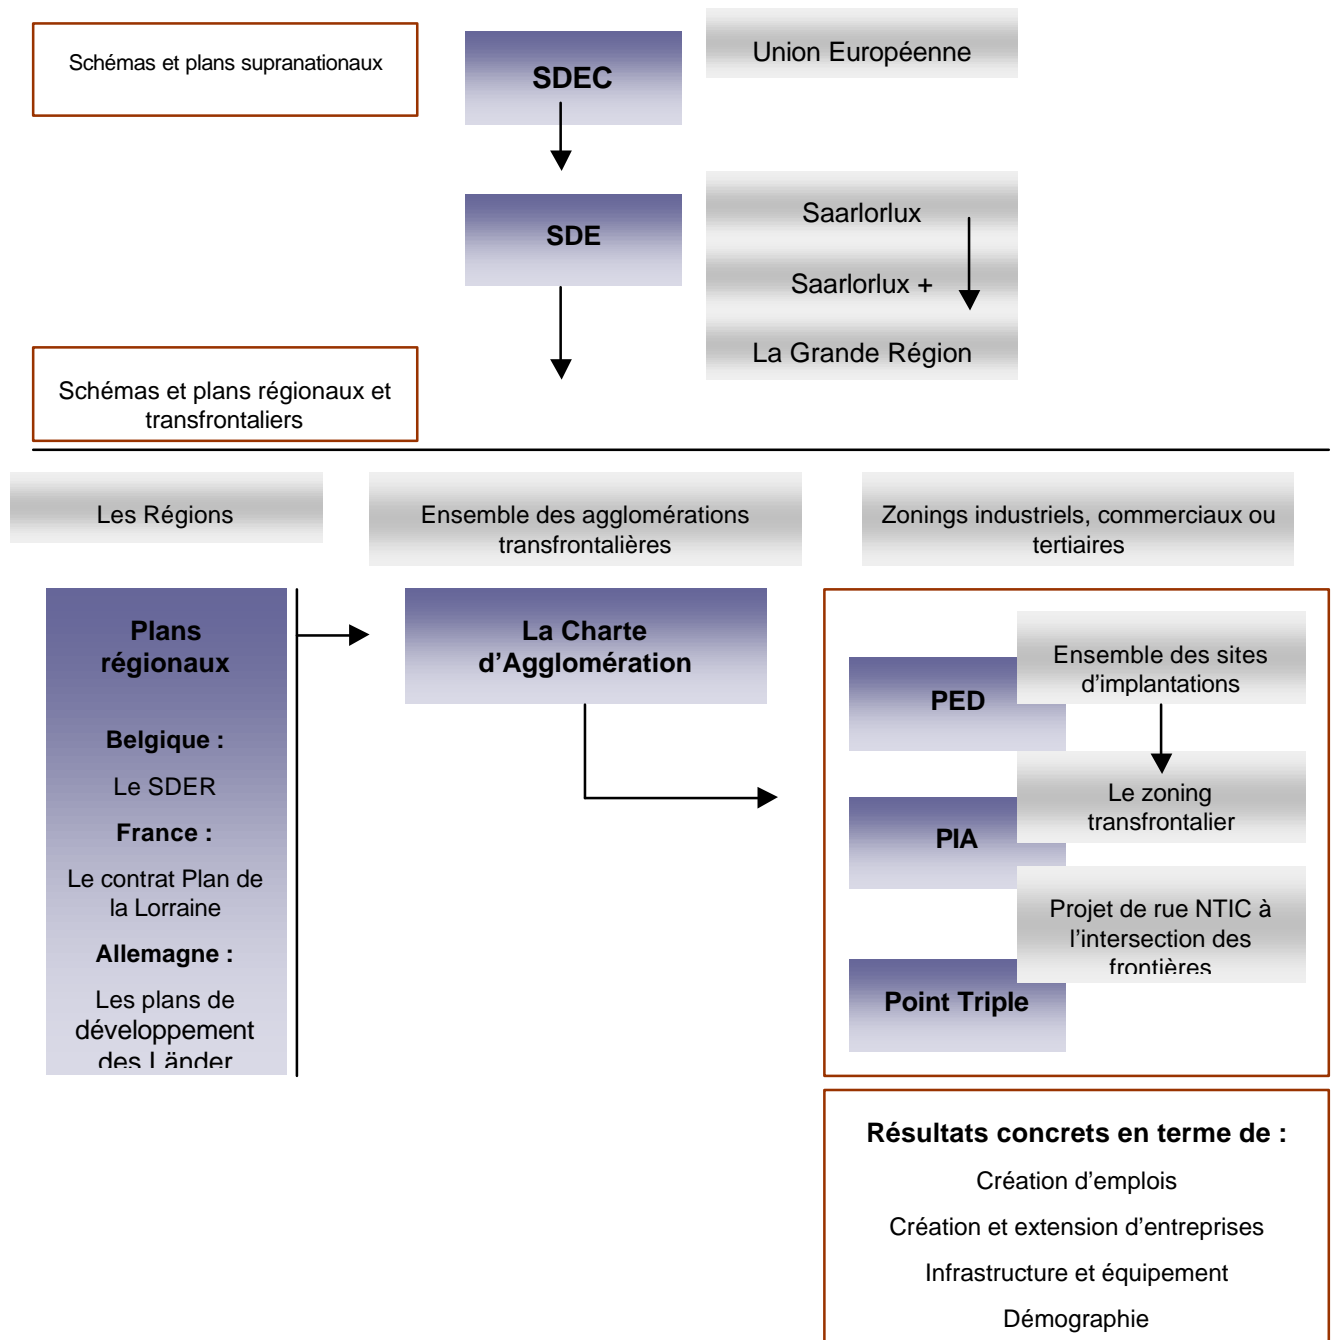 Schémas et plans supranationaux
SDEC
Union Européenne
SDE
Saarlorlux
Saarlorlux +
La Grande Région
Schémas et plans régionaux et
transfrontaliers
Les Régions
Ensemble des agglomérations
transfrontalières
Zonings industriels, commerciaux ou
tertiaires
Plans
régionaux
Belgique :
Le SDER
France :
Le contrat Plan de
la Lorraine
Allemagne :
Les plans de
développement
des Länder
La Charte
d’Agglomération
PED
Ensemble des sites
d’implantations
PIA
Le zoning
transfrontalier
Point Triple
Projet de rue NTIC à
l’intersection des
frontières
Résultats concrets en terme de :
Création d’emplois
Création et extension d’entreprises
Infrastructure et équipement
Démographie